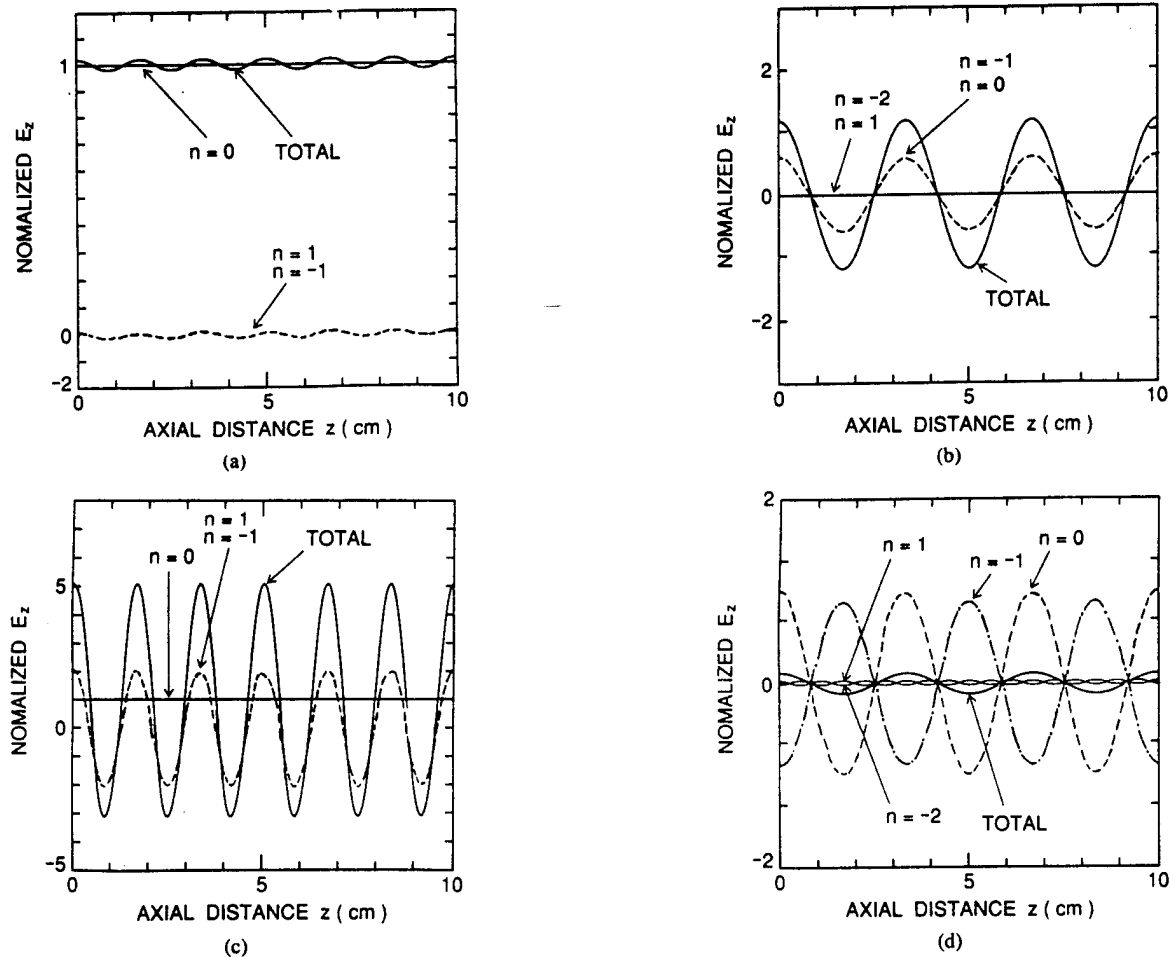 1
0
-2
0
5
10
NOMALIZED Ez
n = 0
TOTAL
n = 1
n = -1
AXIAL DISTANCE z ( cm )
(a)
2
0
-2
0
5
10
NOMALIZED Ez
n = -2
n = 1
n = -1
n = 0
TOTAL
AXIAL DISTANCE z ( cm )
(b)
5
0
-5
0
5
10
NOMALIZED Ez
n = 0
n = 1
n = -1
TOTAL
AXIAL DISTANCE z ( cm )
(c)
2
0
-2
0
5
10
NOMALIZED Ez
n = 1
n = -1
n = 0
n = -2
TOTAL
AXIAL DISTANCE z ( cm )
(d)